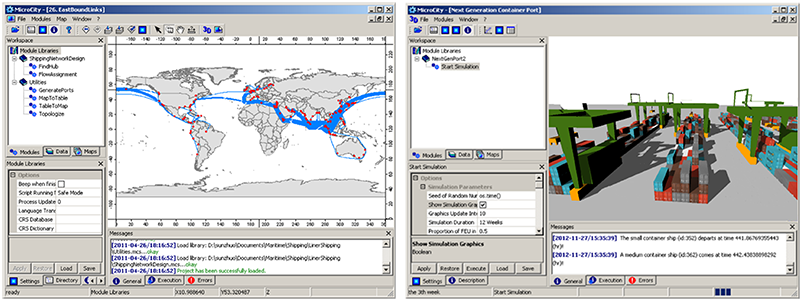 MicroCity - [26. EastBoundLinks]
File Modules Map Help
Workspace
Module Libraries
ShippingNetworkDesign
FindHub
FlowAssignment
Utilities
GeneratePorts
MapToTable
TableToMap
Topologize
Modules Data Maps
Module Libraries
Options
Beep when finis
Script Running M Safe Mode
Process Update 0
Language Trans
CRS Database
CRS Dictionary
Apply Restore Load Save
Settings Directory
Messages
[2011-04-26/18:16:52] Load library: D:\sunzhuo\Documents\Maritime\Shipping\LinerShipping
\Utilities.mcs...okay
[2011-04-26/18:16:52] Load library: D:\sunzhuo\Documents\Maritime\Shipping\LinerShipping
\ShippingNetworkDesign.mcs...okay
[2011-04-26/18:16:52] Project has been successfully loaded.
General Execution Errors
ready Module Libraries X10.988640 Y53.320487 Z
MicroCity - [Next Generation Container Port]
File Modules Help
Workspace
Module Libraries
NextGenPort2
Start Simulation
Modules Data Maps
Start Simulation
Options
Simulation Parameters
Seed of Random Nur os time()
Show Simulation Gra
Graphics Update Inte 10
Simulation Duration 12 Weeks
Proportion of FEU in 0.5
Show Simulation Graphics
Boolean
Apply Restore Execute Load Save
Settings Description
Messages
[2012-11-27/15:35:39] The small container ship (id:352) departs at time 441.86769355443
(hr)!
[2012-11-27/15:35:39] A medium container ship (id:362) comes at time 442.43838898292
(hr)!
General Execution Errors
the 3th week Start Simulation